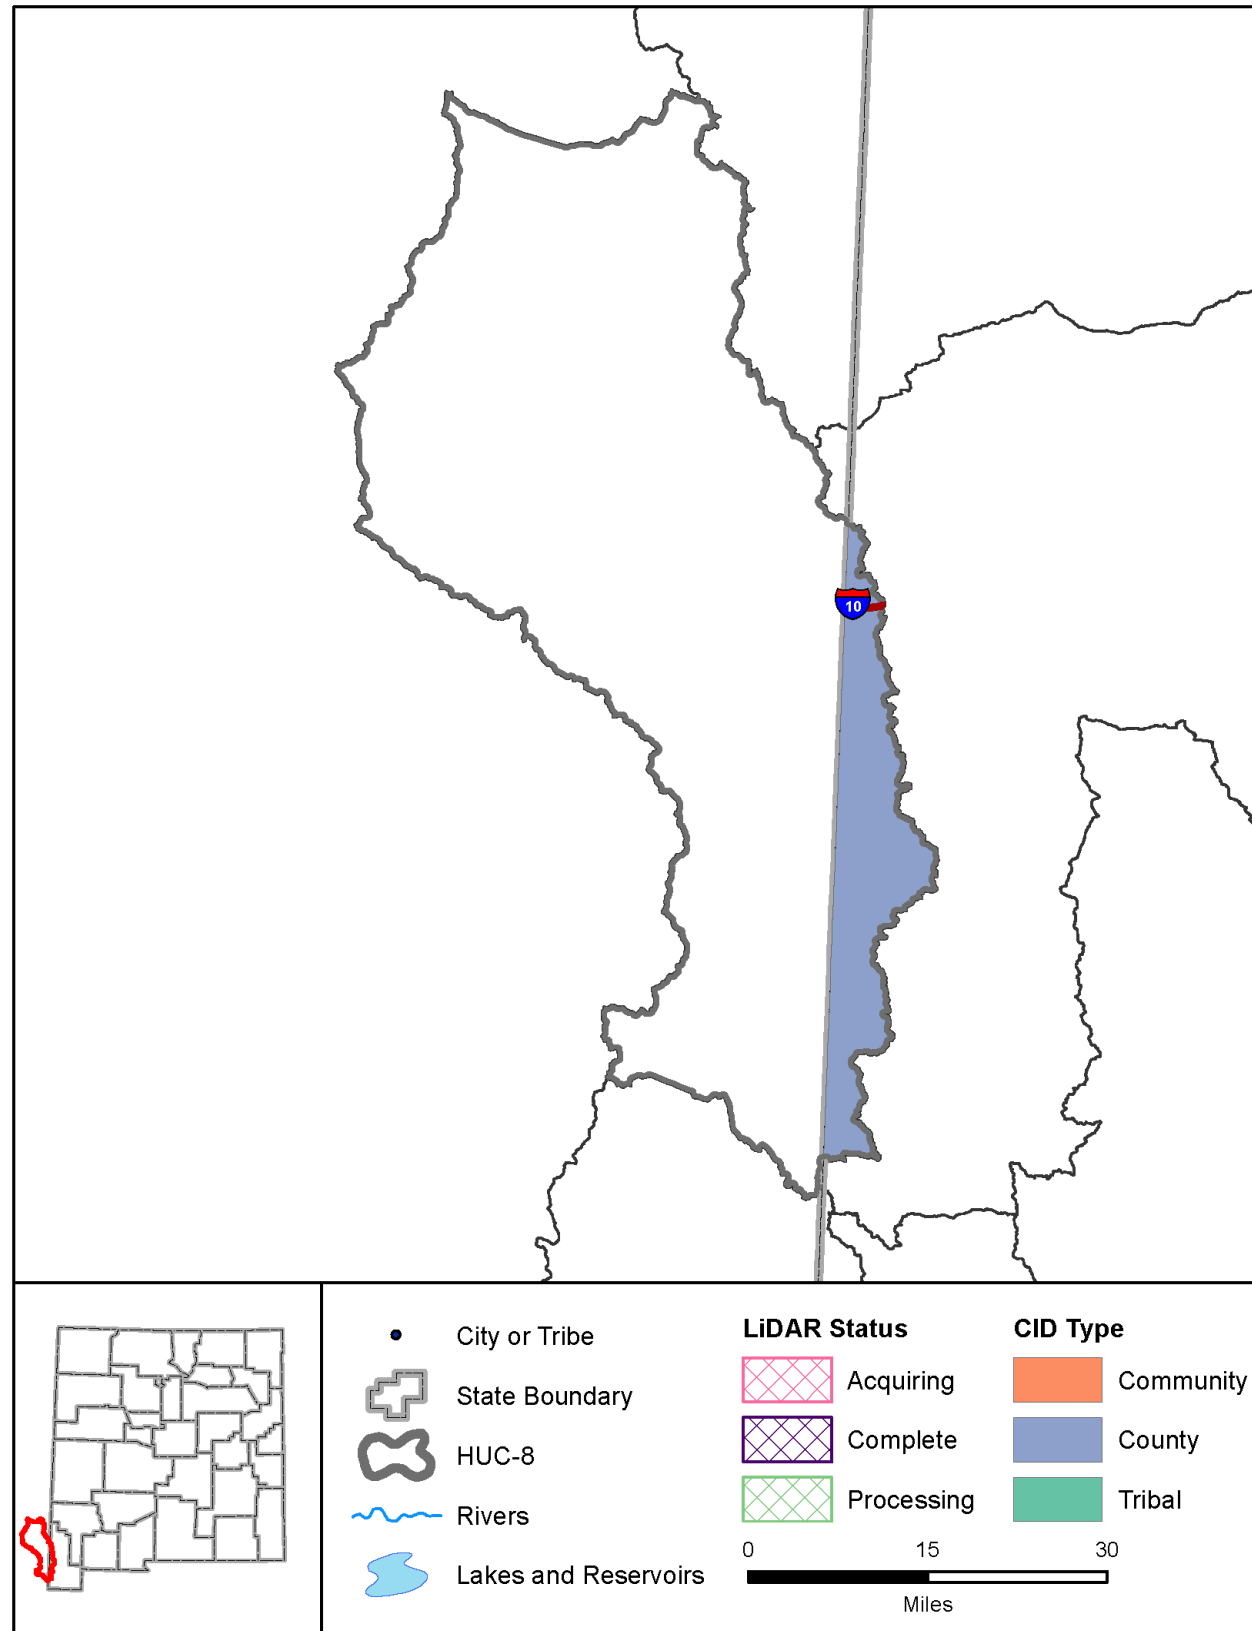 10
City or Tribe
State Boundary
HUC-8
Rivers
Lakes and Reservoirs
LiDAR Status
Acquiring
Complete
Processing
CID Type
Community
County
Tribal
0 15 30
Miles